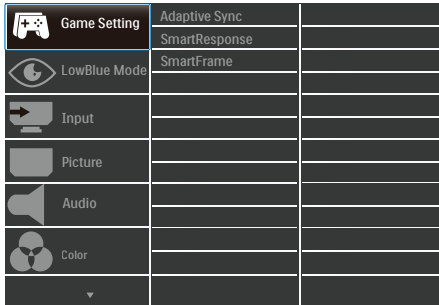 Game Setting
Adaptive Sync
SmartResponse
SmartFrame
LowBlue Mode
Input
Picture
Audio
Color